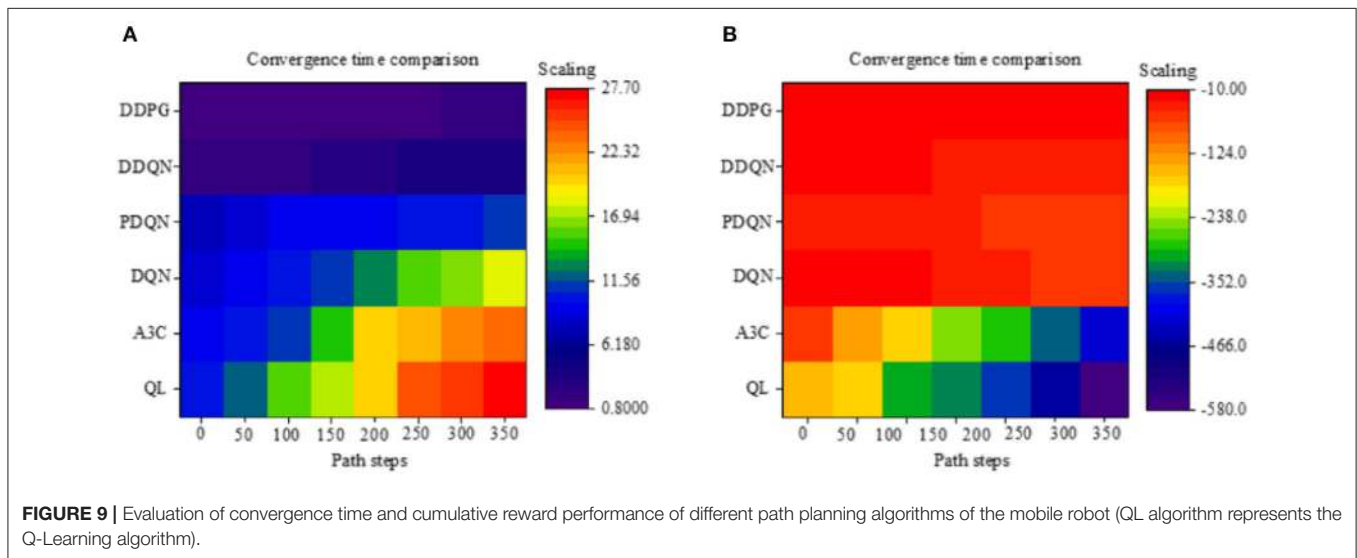 A
Convergence time comparison
Scaling
DDPG
DDQN
PDQN
DQN
A3C
QL
27.70
22.32
16.94
11.56
6.180
0.8000
0 50 100 150 200 250 300 350
Path steps
B
Convergence time comparison
Scaling
DDPG
DDQN
PDQN
DQN
A3C
QL
-10.00
-124.0
-238.0
-352.0
-466.0
-580.0
0 50 100 150 200 250 300 350
Path steps
FIGURE 9 | Evaluation of convergence time and cumulative reward performance of different path planning algorithms of the mobile robot (QL algorithm represents the
Q-Learning algorithm).